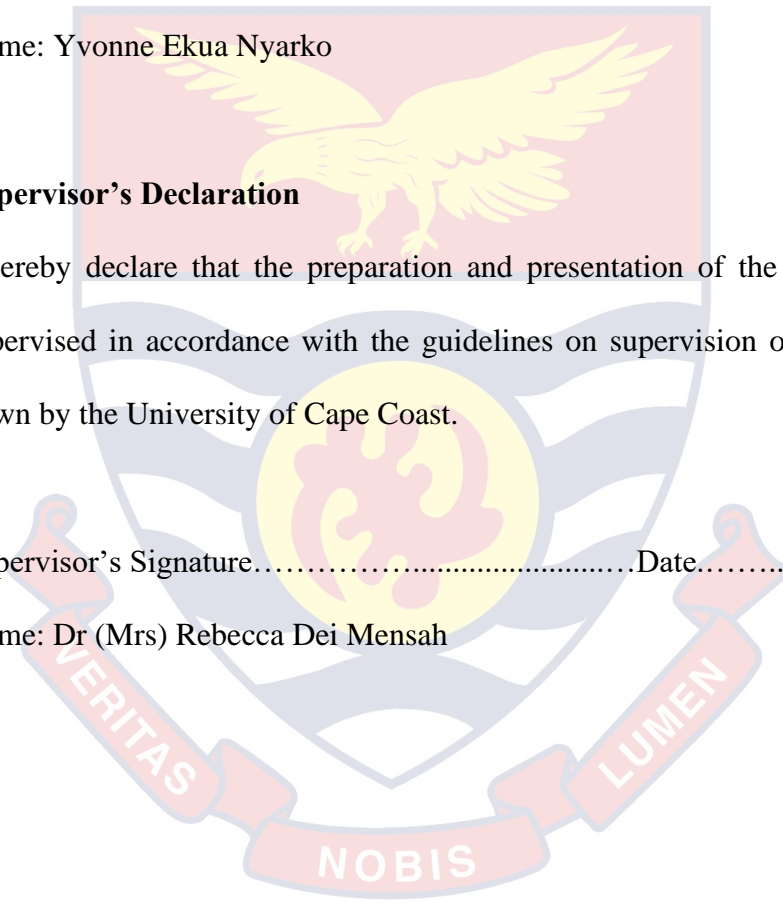 me: Yvonne Ekua Nyarko
pervisor’s Declaration
ereby declare that the preparation and presentation of the
pervised in accordance with the guidelines on supervision o
wn by the University of Cape Coast.
pervisor’s Signature……………..........................…Date………..
me: Dr (Mrs) Rebecca Dei Mensah
VERITAS
NOBIS
LUMEN